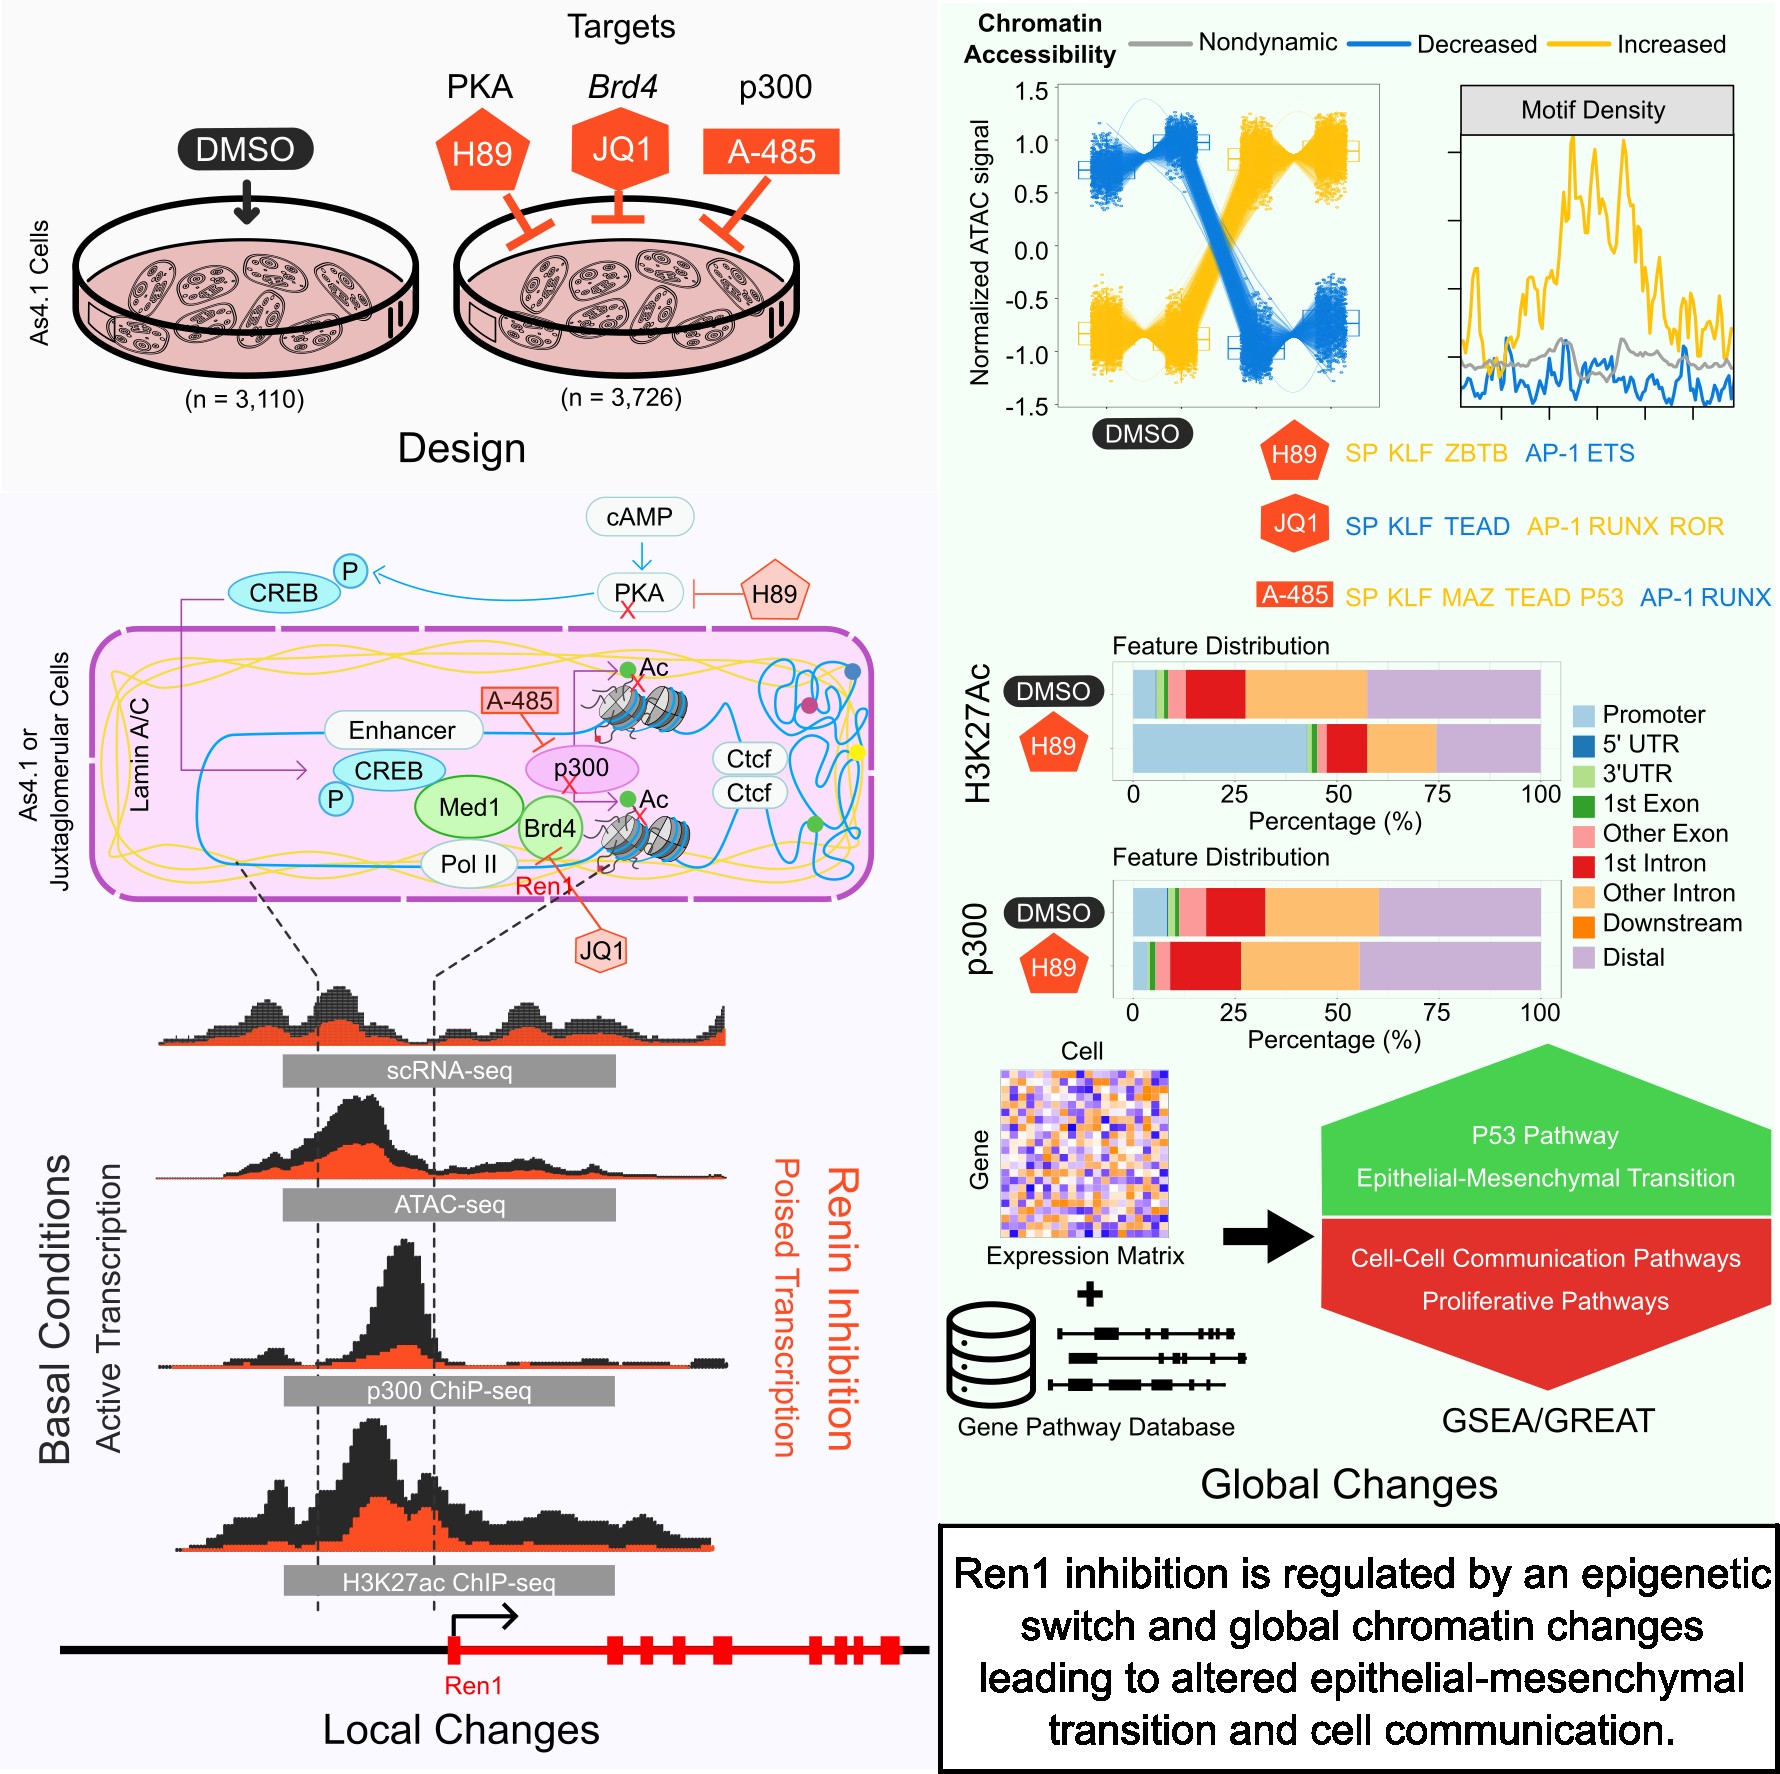 Targets
PKA
Brd4
p300
DMSO
H89
JQ1
A-485
As4.1 Cells
(n = 3,110)
(n = 3,726)
Design
cAMP
CREB
P
PKA
X
H89
As4.1 or
Juxtaglomerular Cells
Lamin A/C
A-485
Ac
X
Enhancer
CREB
P
p300
X
Ctcf
Ctcf
Med1
Brd4
Ac
X
Pol II
Ren1
JQ1
scRNA-seq
ATAC-seq
p300 ChiP-seq
H3K27ac ChIP-seq
Basal Conditions
Active Transcription
Renin Inhibition
Poised Transcription
Ren1
Local Changes
Chromatin
Accessibility
Nondynamic
Decreased
Increased
Normalized ATAC signal
1.5
1.0
0.5
0.0
-0.5
-1.0
-1.5
Motif Density
DMSO
H89
SP KLF ZBTB AP-1 ETS
JQ1
SP KLF TEAD AP-1 RUNX ROR
A-485
SP KLF MAZ TEAD P53 AP-1 RUNX
H3K27Ac
Feature Distribution
DMSO
H89
0 25 50 75 100
Percentage (%)
p300
Feature Distribution
DMSO
H89
0 25 50 75 100
Percentage (%)
Promoter
5' UTR
3'UTR
1st Exon
Other Exon
1st Intron
Other Intron
Downstream
Distal
Cell
Gene
Expression Matrix
+
Gene Pathway Database
P53 Pathway
Epithelial-Mesenchymal Transition
Cell-Cell Communication Pathways
Proliferative Pathways
GSEA/GREAT
Global Changes
Ren1 inhibition is regulated by an epigenetic
switch and global chromatin changes
leading to altered epithelial-mesenchymal
transition and cell communication.